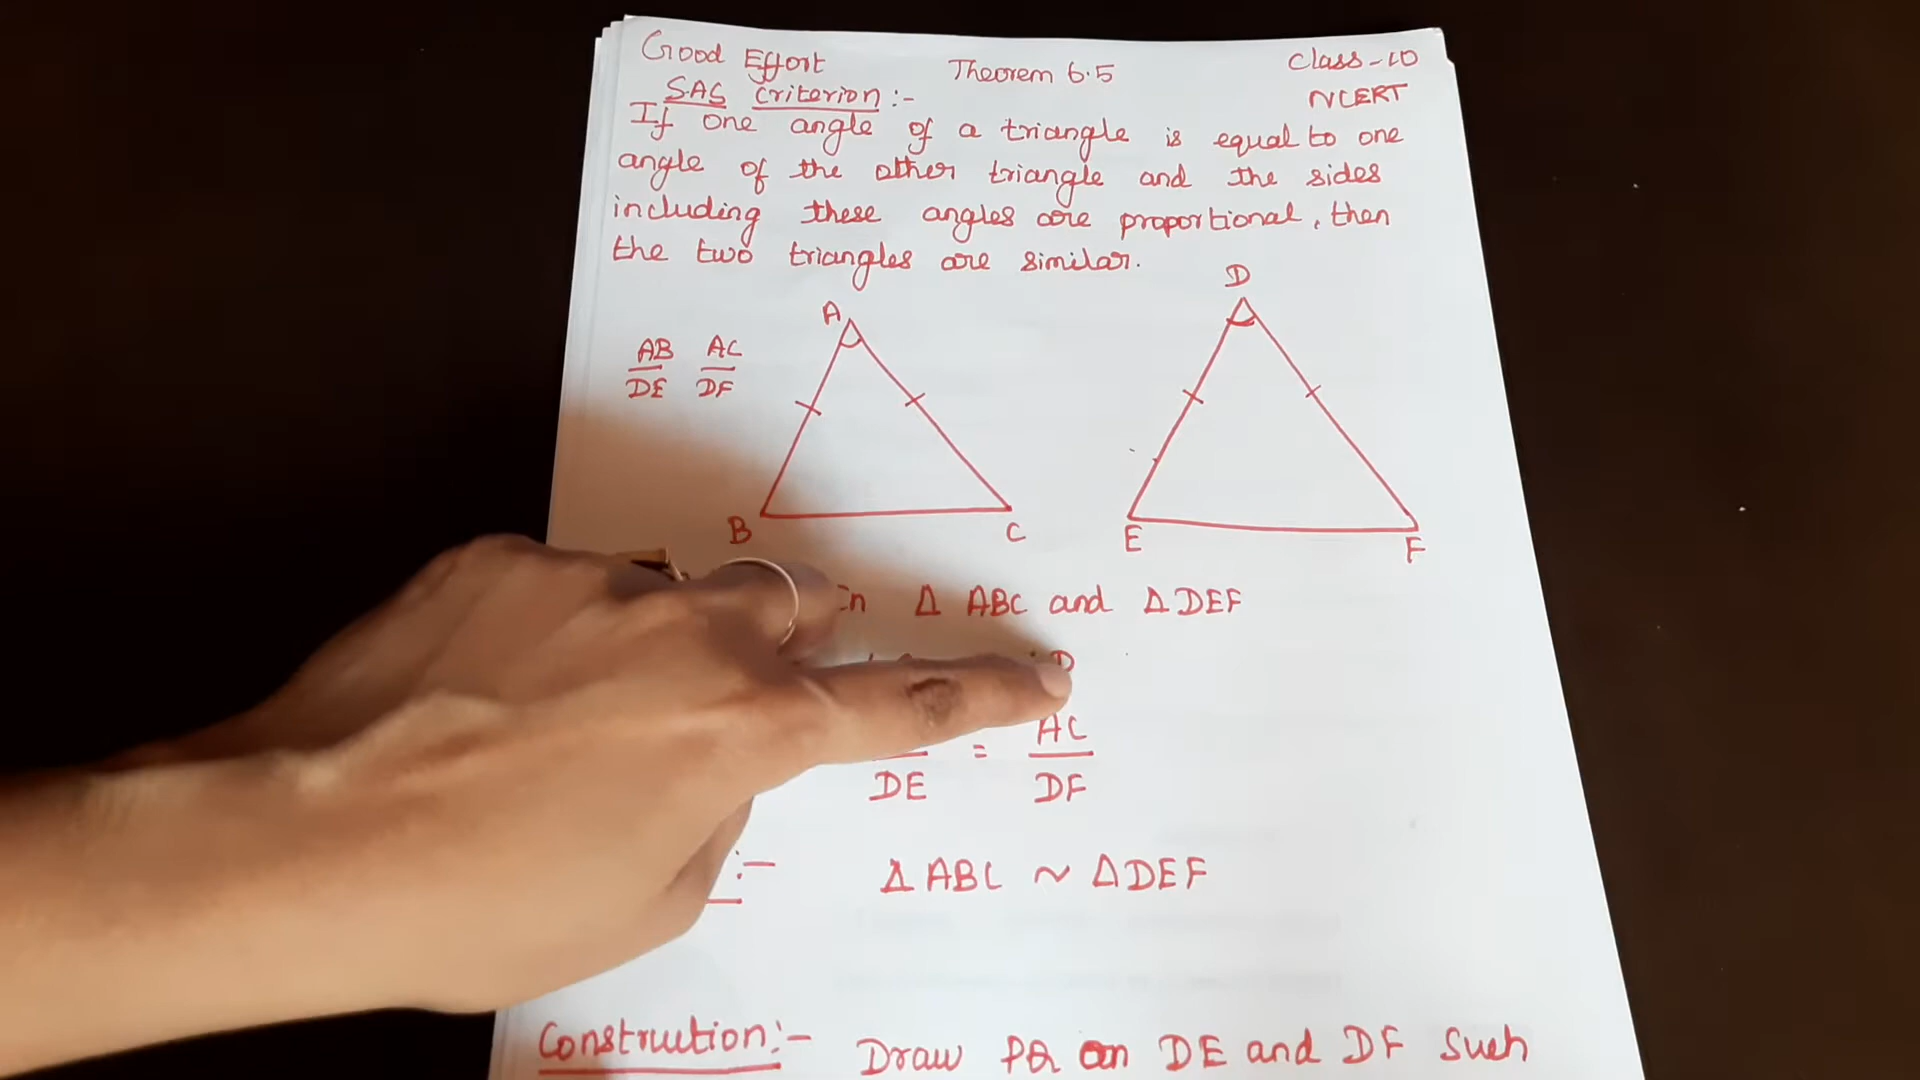 Good Effort Theorem 6.5 Class-10
NCERT
SAS Criterion :-
If one angle of a triangle is equal to one
angle of the other triangle and the sides
including these angles are proportional, then
the two triangles are similar.
AB AC
DE DF
A
B
C
D
E
F
In Δ ABC and Δ DEF
D
= AC
DE DF
:- Δ ABC ~ Δ DEF
Construction:- Draw PQ on DE and DF such